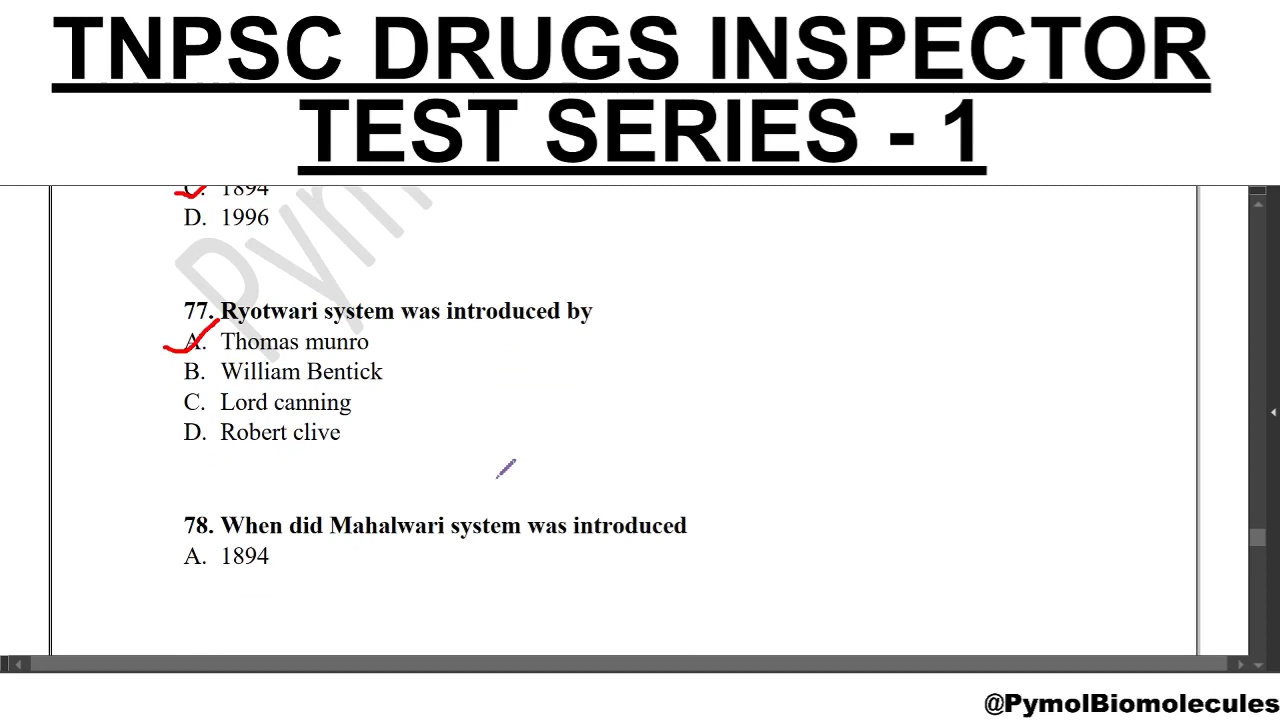 TNPSC DRUGS INSPECTOR
TEST SERIES - 1
C. 1894
D. 1996
Pym
77. Ryotwari system was introduced by
A. Thomas munro
B. William Bentick
C. Lord canning
D. Robert clive
78. When did Mahalwari system was introduced
A. 1894
@PymolBiomolecules